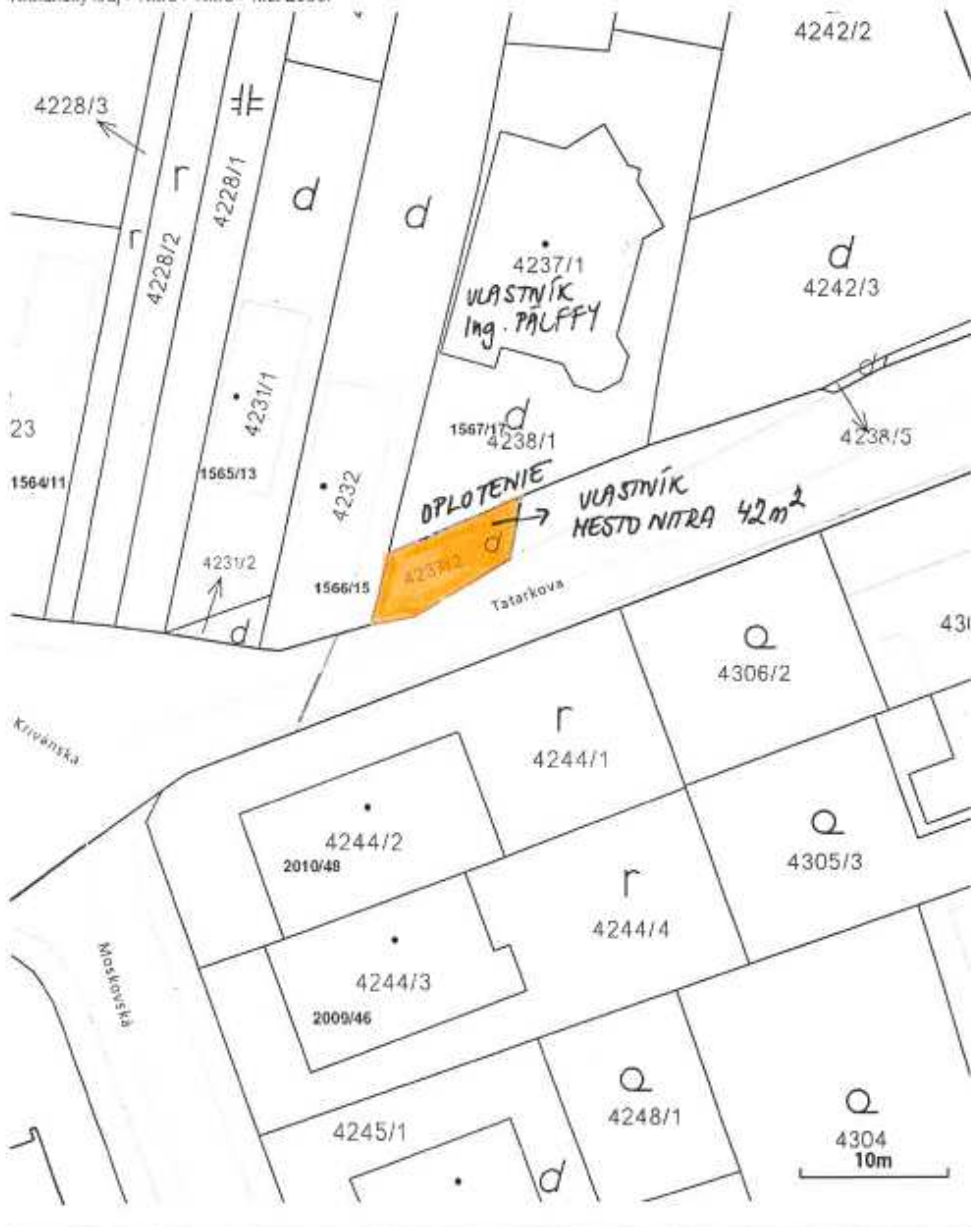 4242/2
4228/3
r
4228/1
d
d
r
4228/2
4237/1
VLASTNÍK
Ing. PÁLFFY
d
4242/3
d
4231/1
23
1567/17
d
4238/1
4238/5
1564/11
1565/13
4232
OPLOTENIE
VLASTNÍK
MESTO NITRA 42m²
d
4231/2
1566/15
Tatarkova
d
4306/2
r
4244/1
Krivánska
4244/2
2010/48
4305/3
r
4244/4
4244/3
2009/46
Moskovská
4248/1
4245/1
4304
10m
d